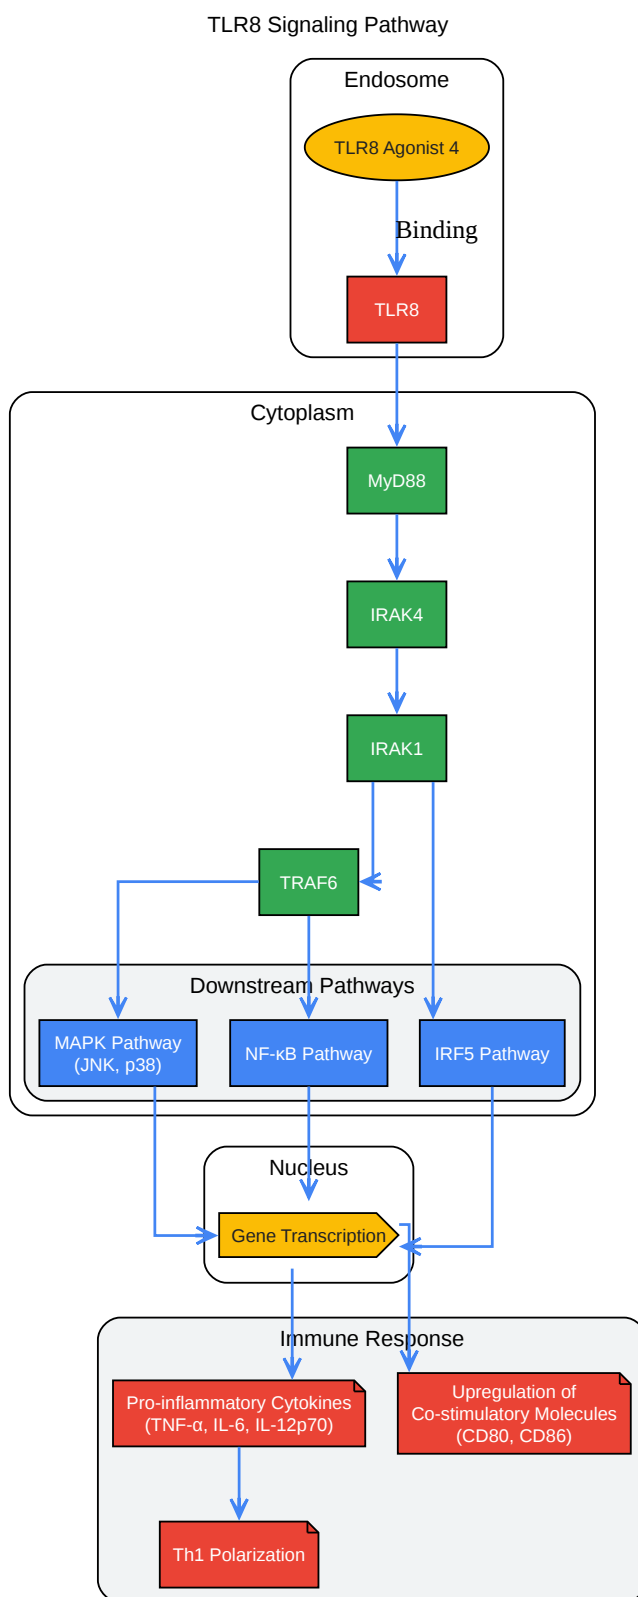 TLR8 Signaling Pathway
Endosome
TLR8 Agonist 4
Binding
TLR8
Cytoplasm
MyD88
IRAK4
IRAK1
TRAF6
Downstream Pathways
MAPK Pathway
(JNK, p38)
NF-κB Pathway
IRF5 Pathway
Nucleus
Gene Transcription
Immune Response
Pro-inflammatory Cytokines
(TNF-α, IL-6, IL-12p70)
Upregulation of
Co-stimulatory Molecules
(CD80, CD86)
Th1 Polarization